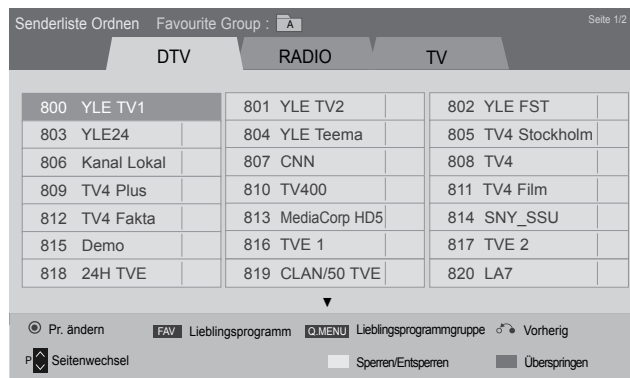 Senderliste Ordnen Favourite Group : A Seite 1/2
DTV RADIO TV
800 YLE TV1 801 YLE TV2 802 YLE FST
803 YLE24 804 YLE Teema 805 TV4 Stockholm
806 Kanal Lokal 807 CNN 808 TV4
809 TV4 Plus 810 TV400 811 TV4 Film
812 TV4 Fakta 813 MediaCorp HD5 814 SNY_SSU
815 Demo 816 TVE 1 817 TVE 2
818 24H TVE 819 CLAN/50 TVE 820 LA7
Pr. ändern FAV Lieblingsprogramm Q.MENU Lieblingsprogrammgruppe Vorherig
P Seitenwechsel Sperren/Entsperren Überspringen